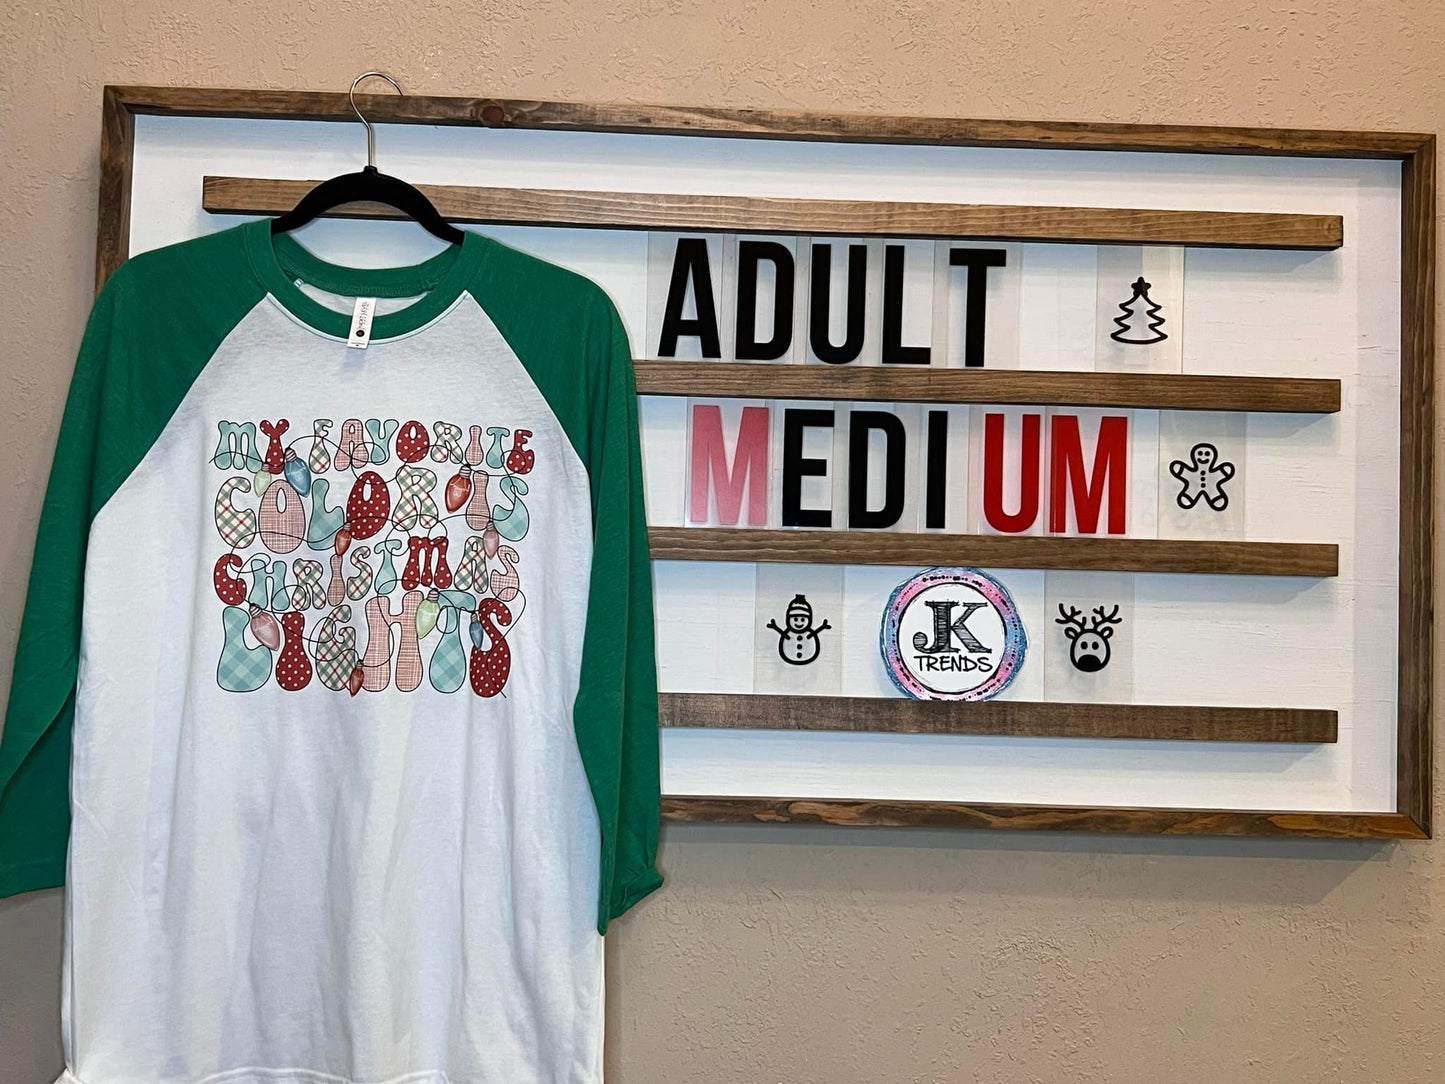 MY FAVORITE
COLOR IS
CHRISTMAS
LIGHTS
ADULT
MEDIUM
JK
TRENDS